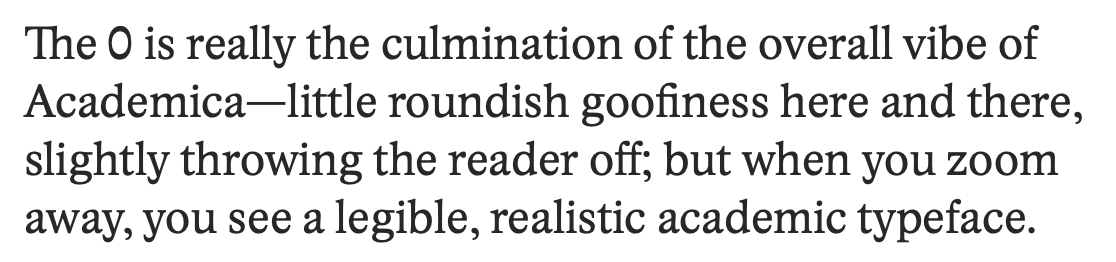 The 0 is really the culmination of the overall vibe of
Academica—little roundish goofiness here and there,
slightly throwing the reader off; but when you zoom
away, you see a legible, realistic academic typeface.